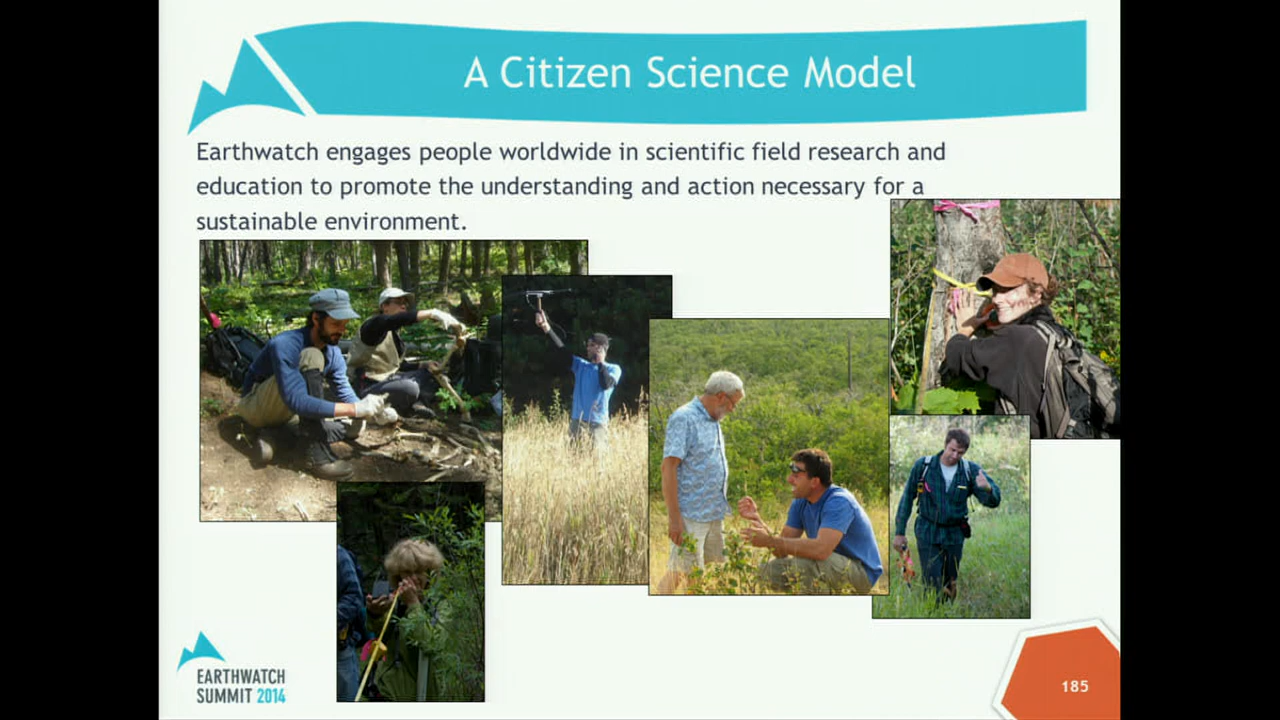 A Citizen Science Model
Earthwatch engages people worldwide in scientific field research and
education to promote the understanding and action necessary for a
sustainable environment.
EARTHWATCH
SUMMIT 2014
185